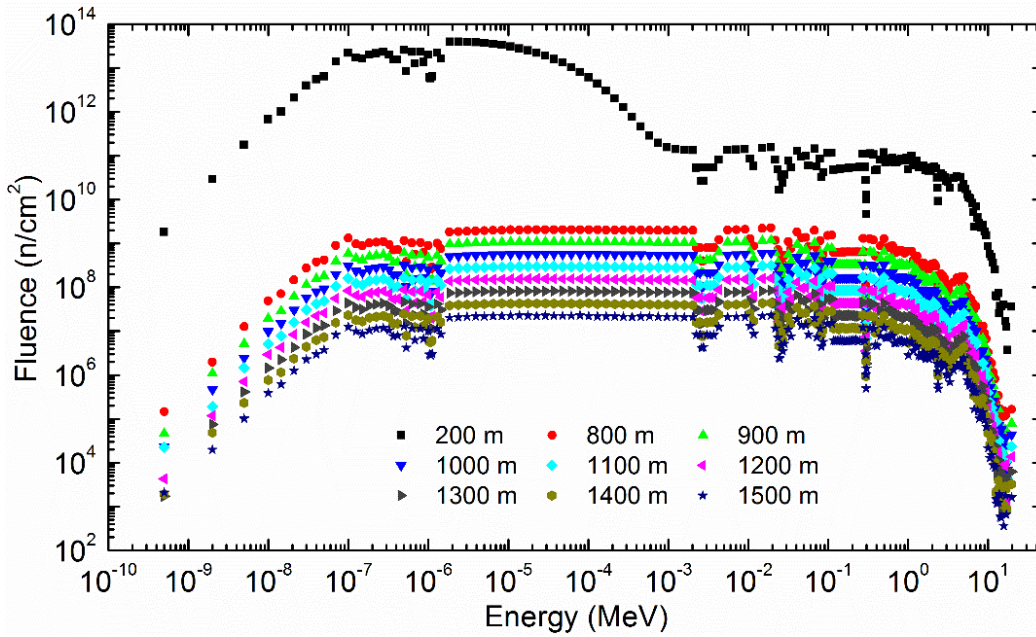 10^14
10^12
10^10
10^8
10^6
10^4
10^2
Fluence (n/cm^2)
200 m 800 m 900 m
1000 m 1100 m 1200 m
1300 m 1400 m 1500 m
10^-10 10^-9 10^-8 10^-7 10^-6 10^-5 10^-4 10^-3 10^-2 10^-1 10^0 10^1
Energy (MeV)